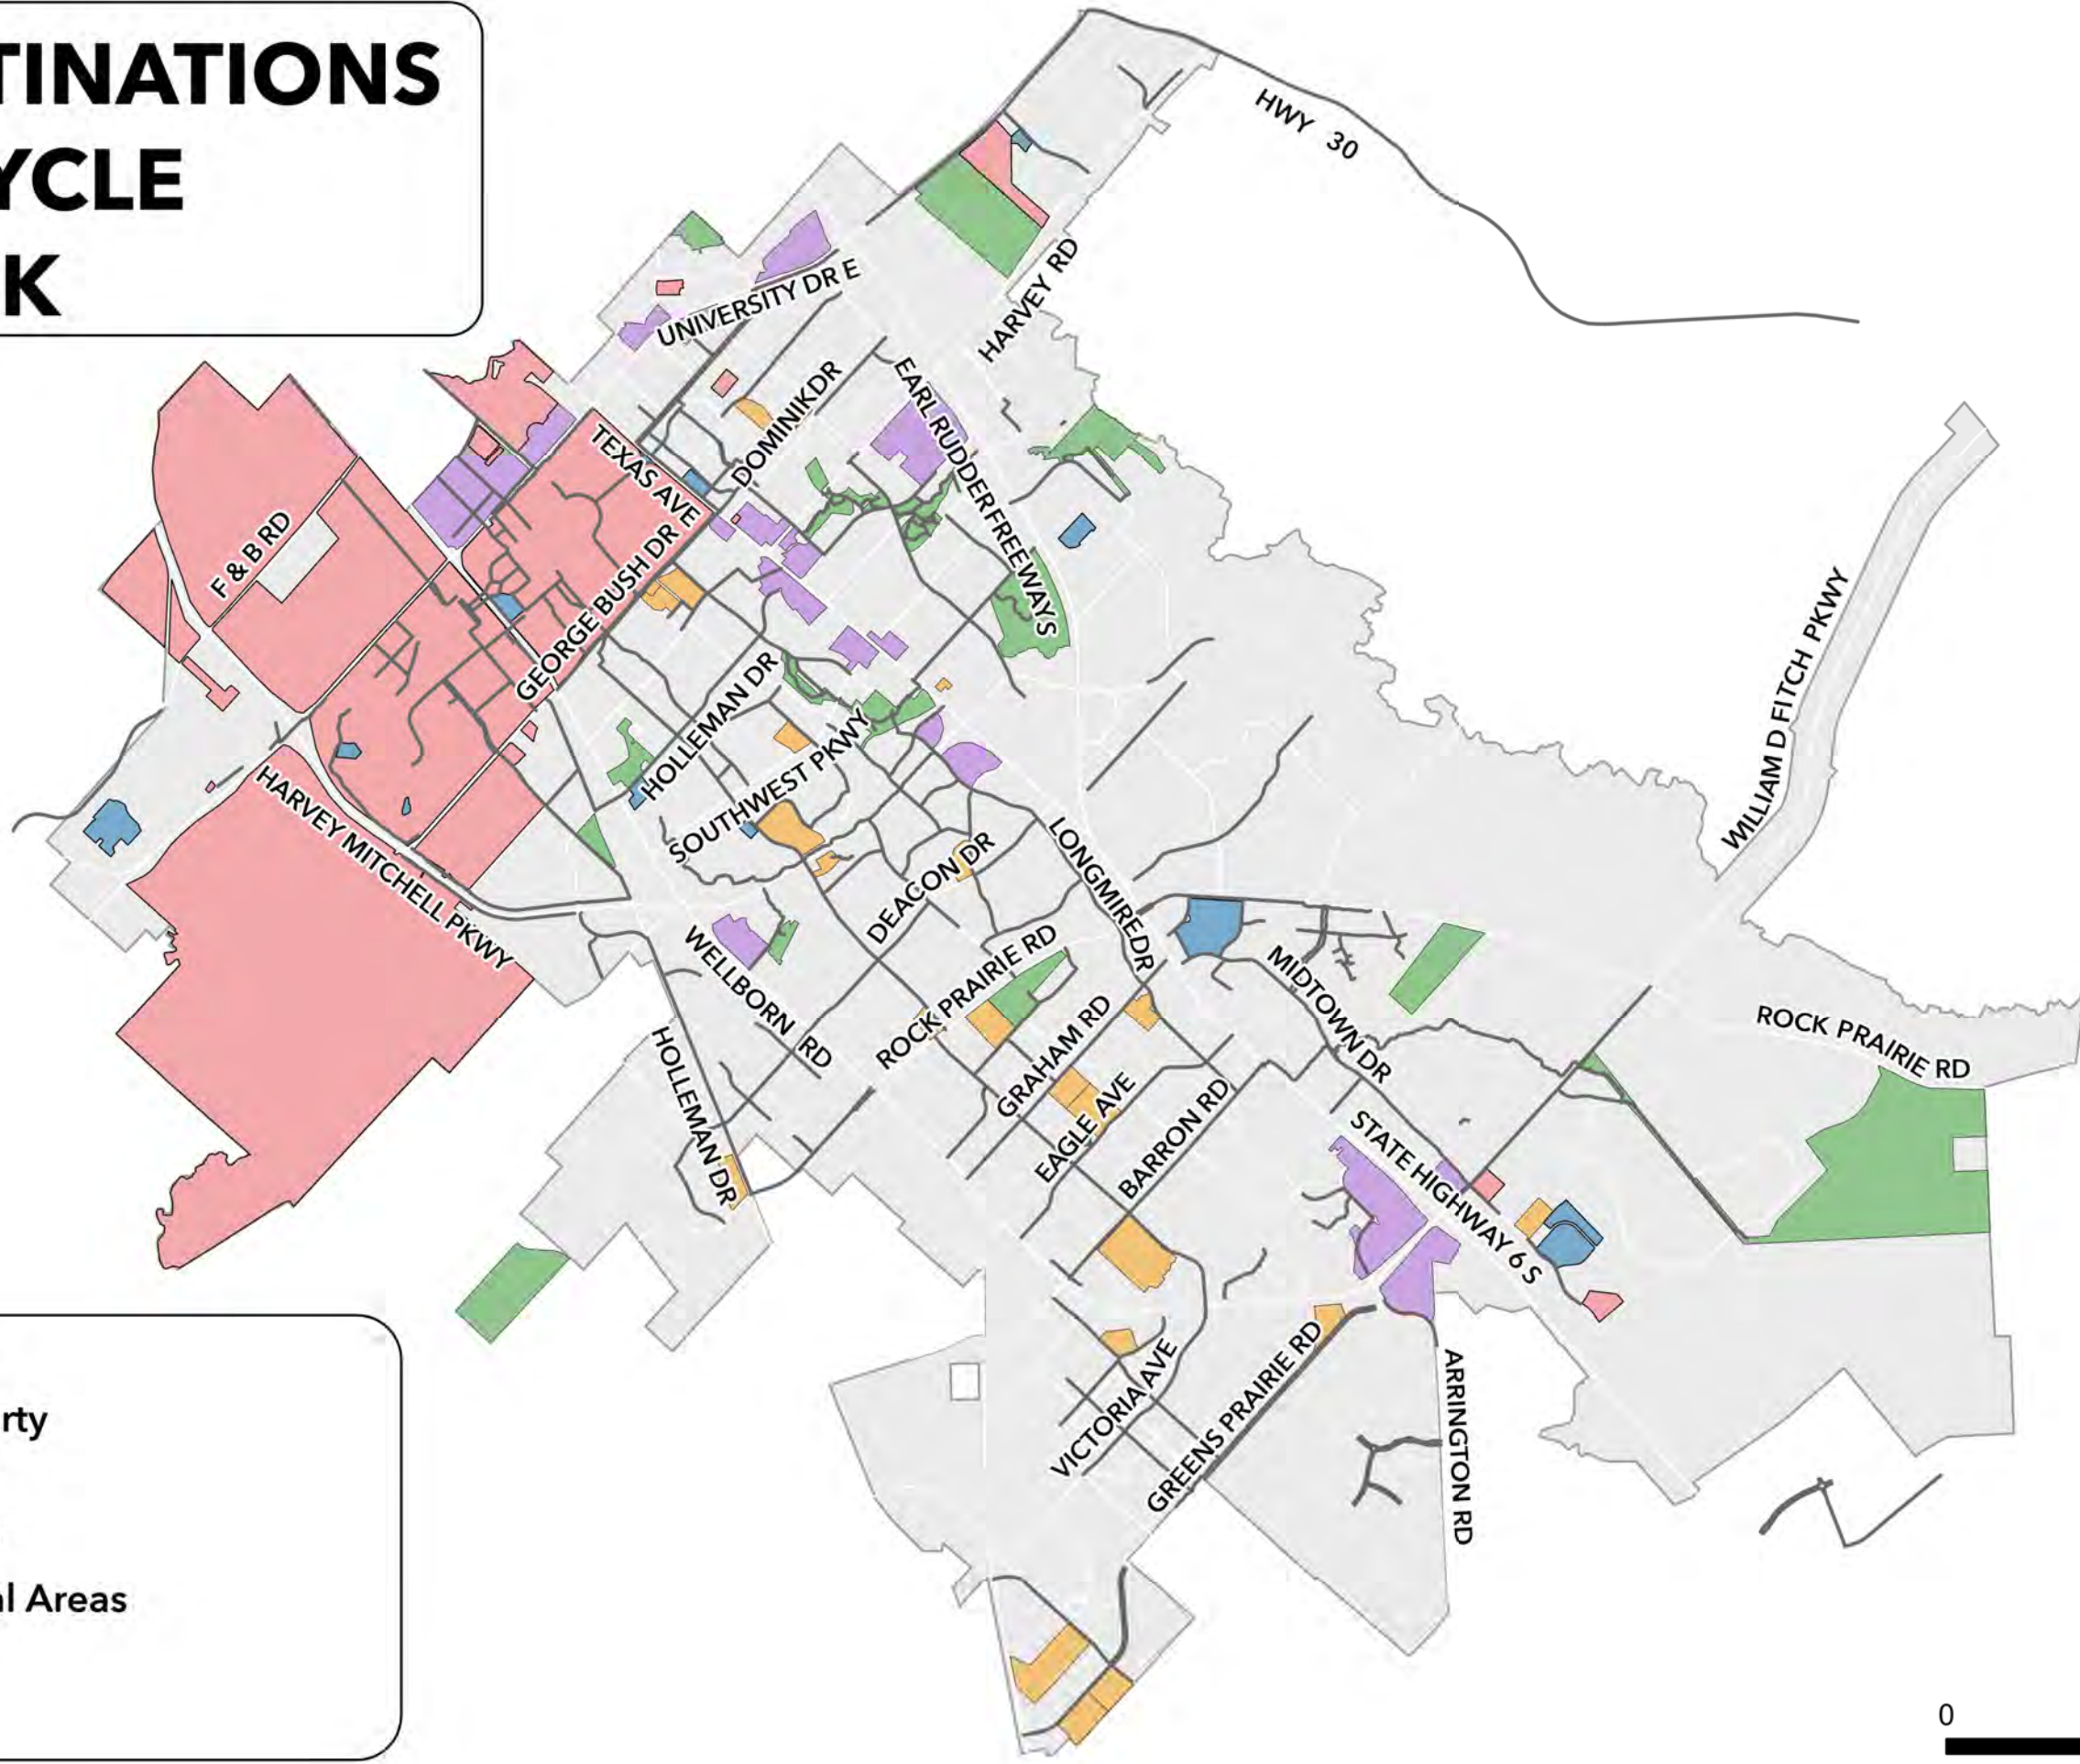 TINATIONS
YCLE
K
HWY 30
HARVEY RD
UNIVERSITY DR E
DOMINIK DR
EARL RUDDER FREEWAY S
TEXAS AVE
F & B RD
GEORGE BUSH DR
HOLLEMAN DR
SOUTHWEST PKWY
HARVEY MITCHELL PKWY
WILLIAM D FITCH PKWY
LONGMIRE DR
DEACON DR
WELLBORN RD
ROCK PRAIRIE RD
MIDTOWN DR
ROCK PRAIRIE RD
GRAHAM RD
HOLLEMAN DR
EAGLE AVE
BARRON RD
STATE HIGHWAY 6 S
VICTORIA AVE
GREENS PRAIRIE RD
ARRINGTON RD
rty
l Areas
0